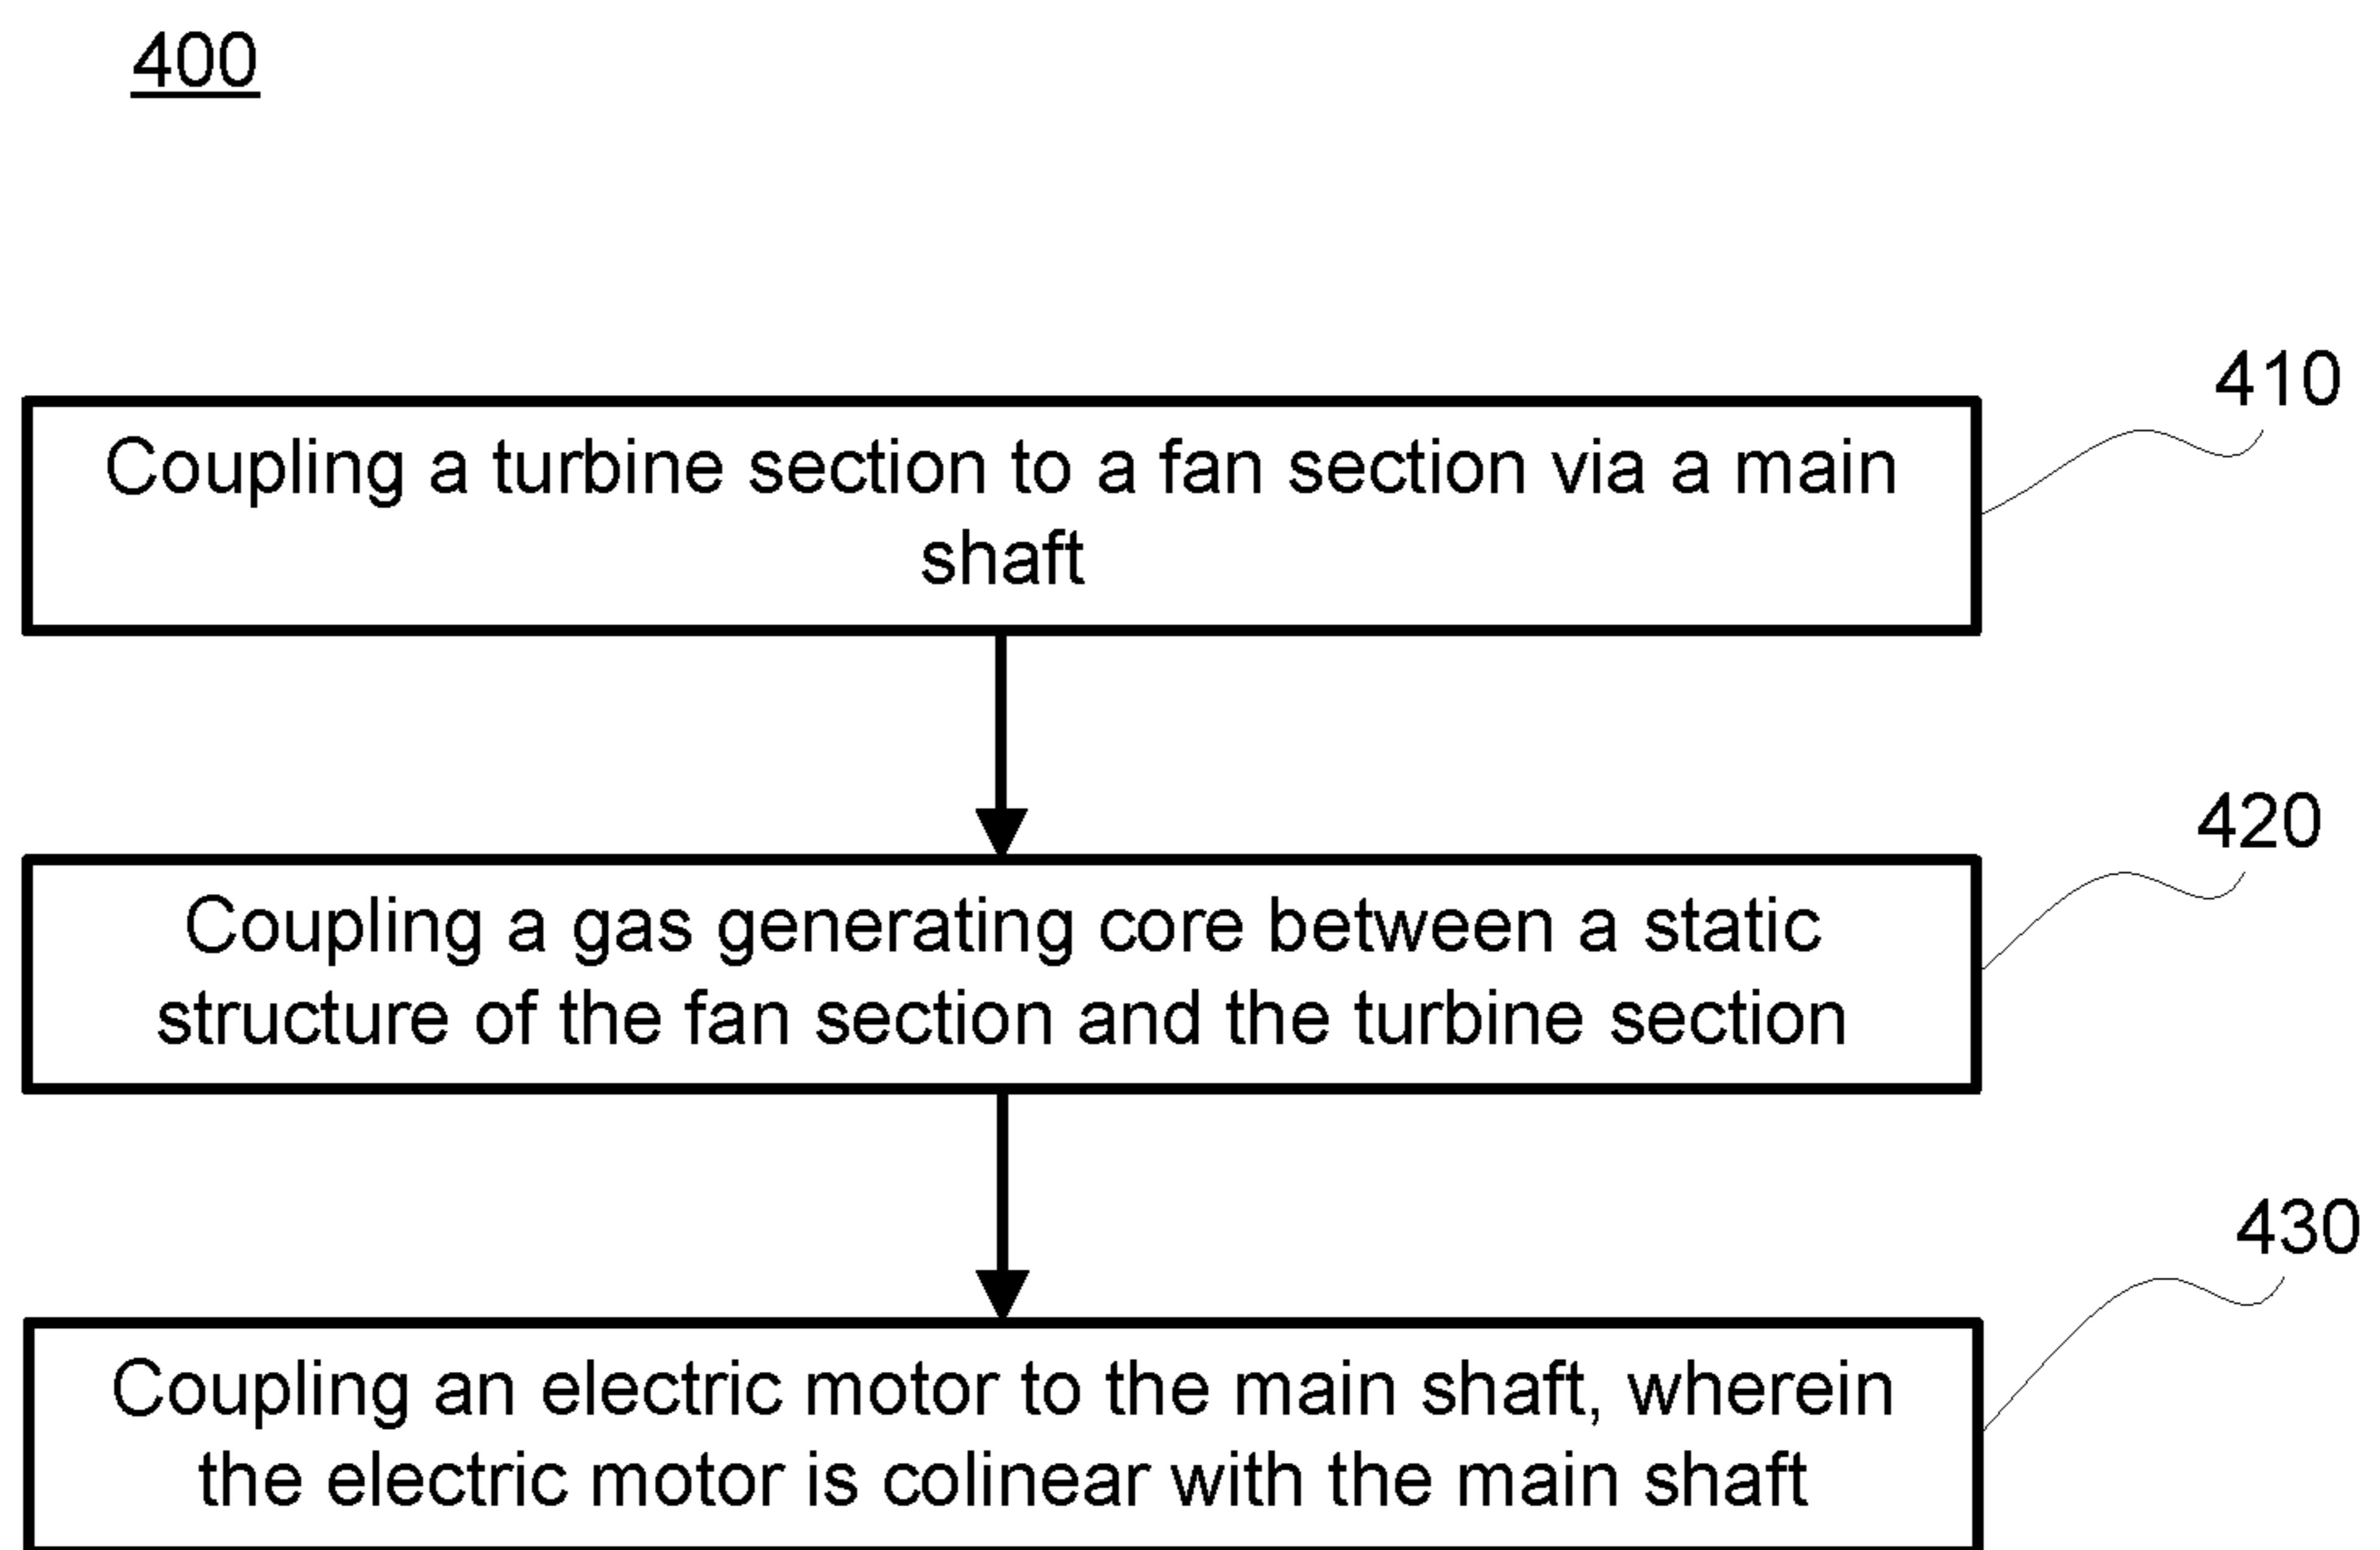 400
410
Coupling a turbine section to a fan section via a main
shaft
420
Coupling a gas generating core between a static
structure of the fan section and the turbine section
430
Coupling an electric motor to the main shaft, wherein
the electric motor is colinear with the main shaft